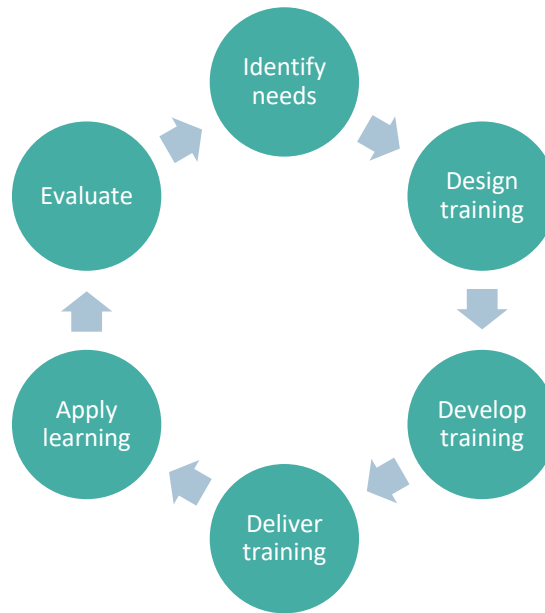 Identify
needs
Design
training
Develop
training
Deliver
training
Apply
learning
Evaluate